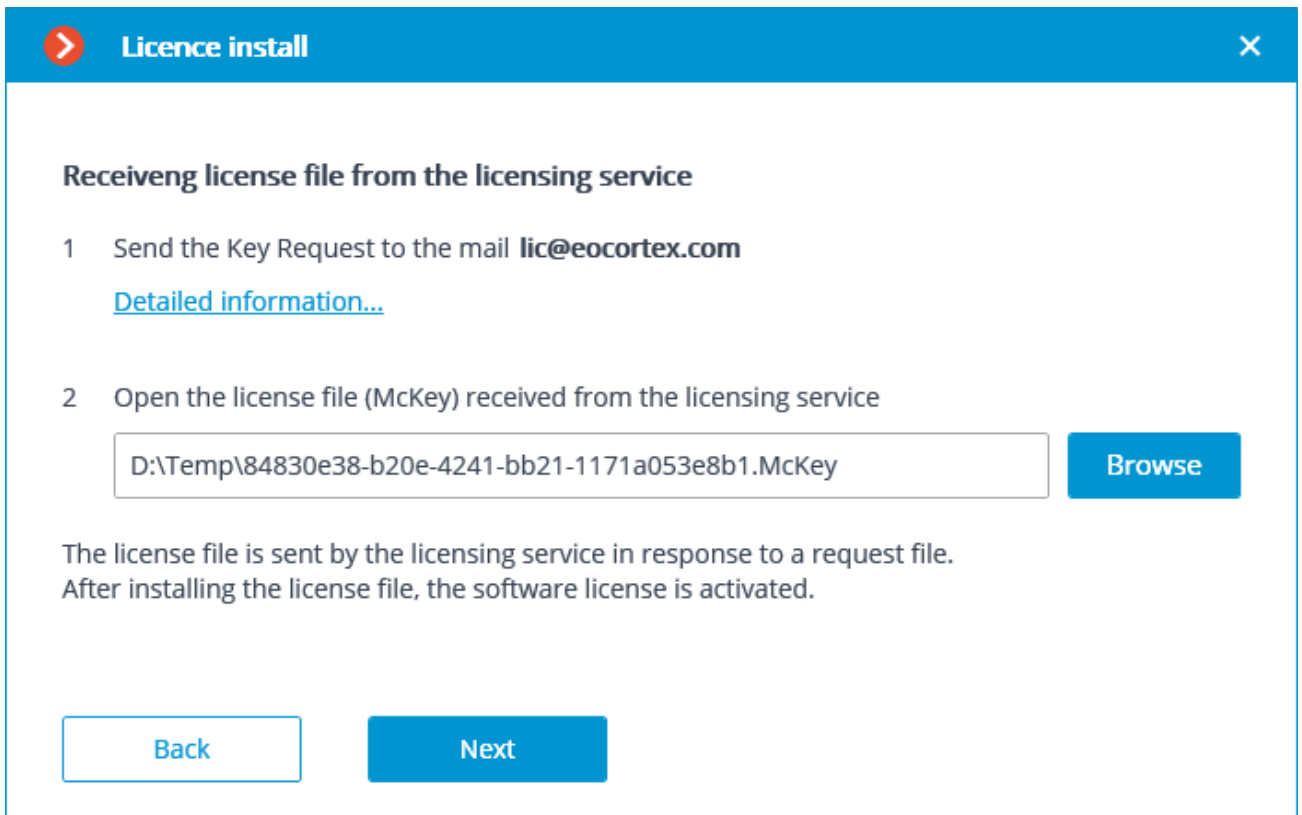 Licence install
Receiveng license file from the licensing service
1 Send the Key Request to the mail lic@eocortex.com
Detailed information...
2 Open the license file (McKey) received from the licensing service
D:\Temp\84830e38-b20e-4241-bb21-1171a053e8b1.McKey Browse
The license file is sent by the licensing service in response to a request file.
After installing the license file, the software license is activated.
Back Next